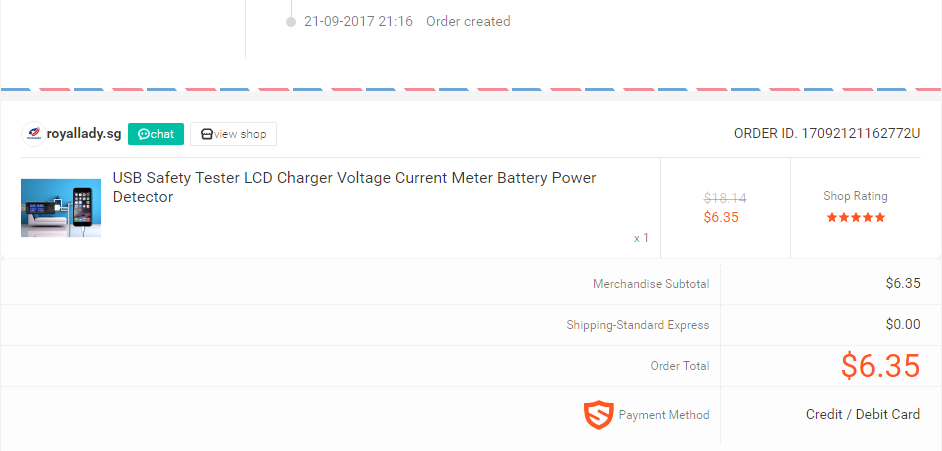 21-09-2017 21:16 Order created
royallady.sg chat view shop ORDER ID. 17092121162772U
USB Safety Tester LCD Charger Voltage Current Meter Battery Power
Detector
x 1
$18.14
$6.35
Shop Rating
Merchandise Subtotal $6.35
Shipping-Standard Express $0.00
Order Total $6.35
Payment Method Credit / Debit Card